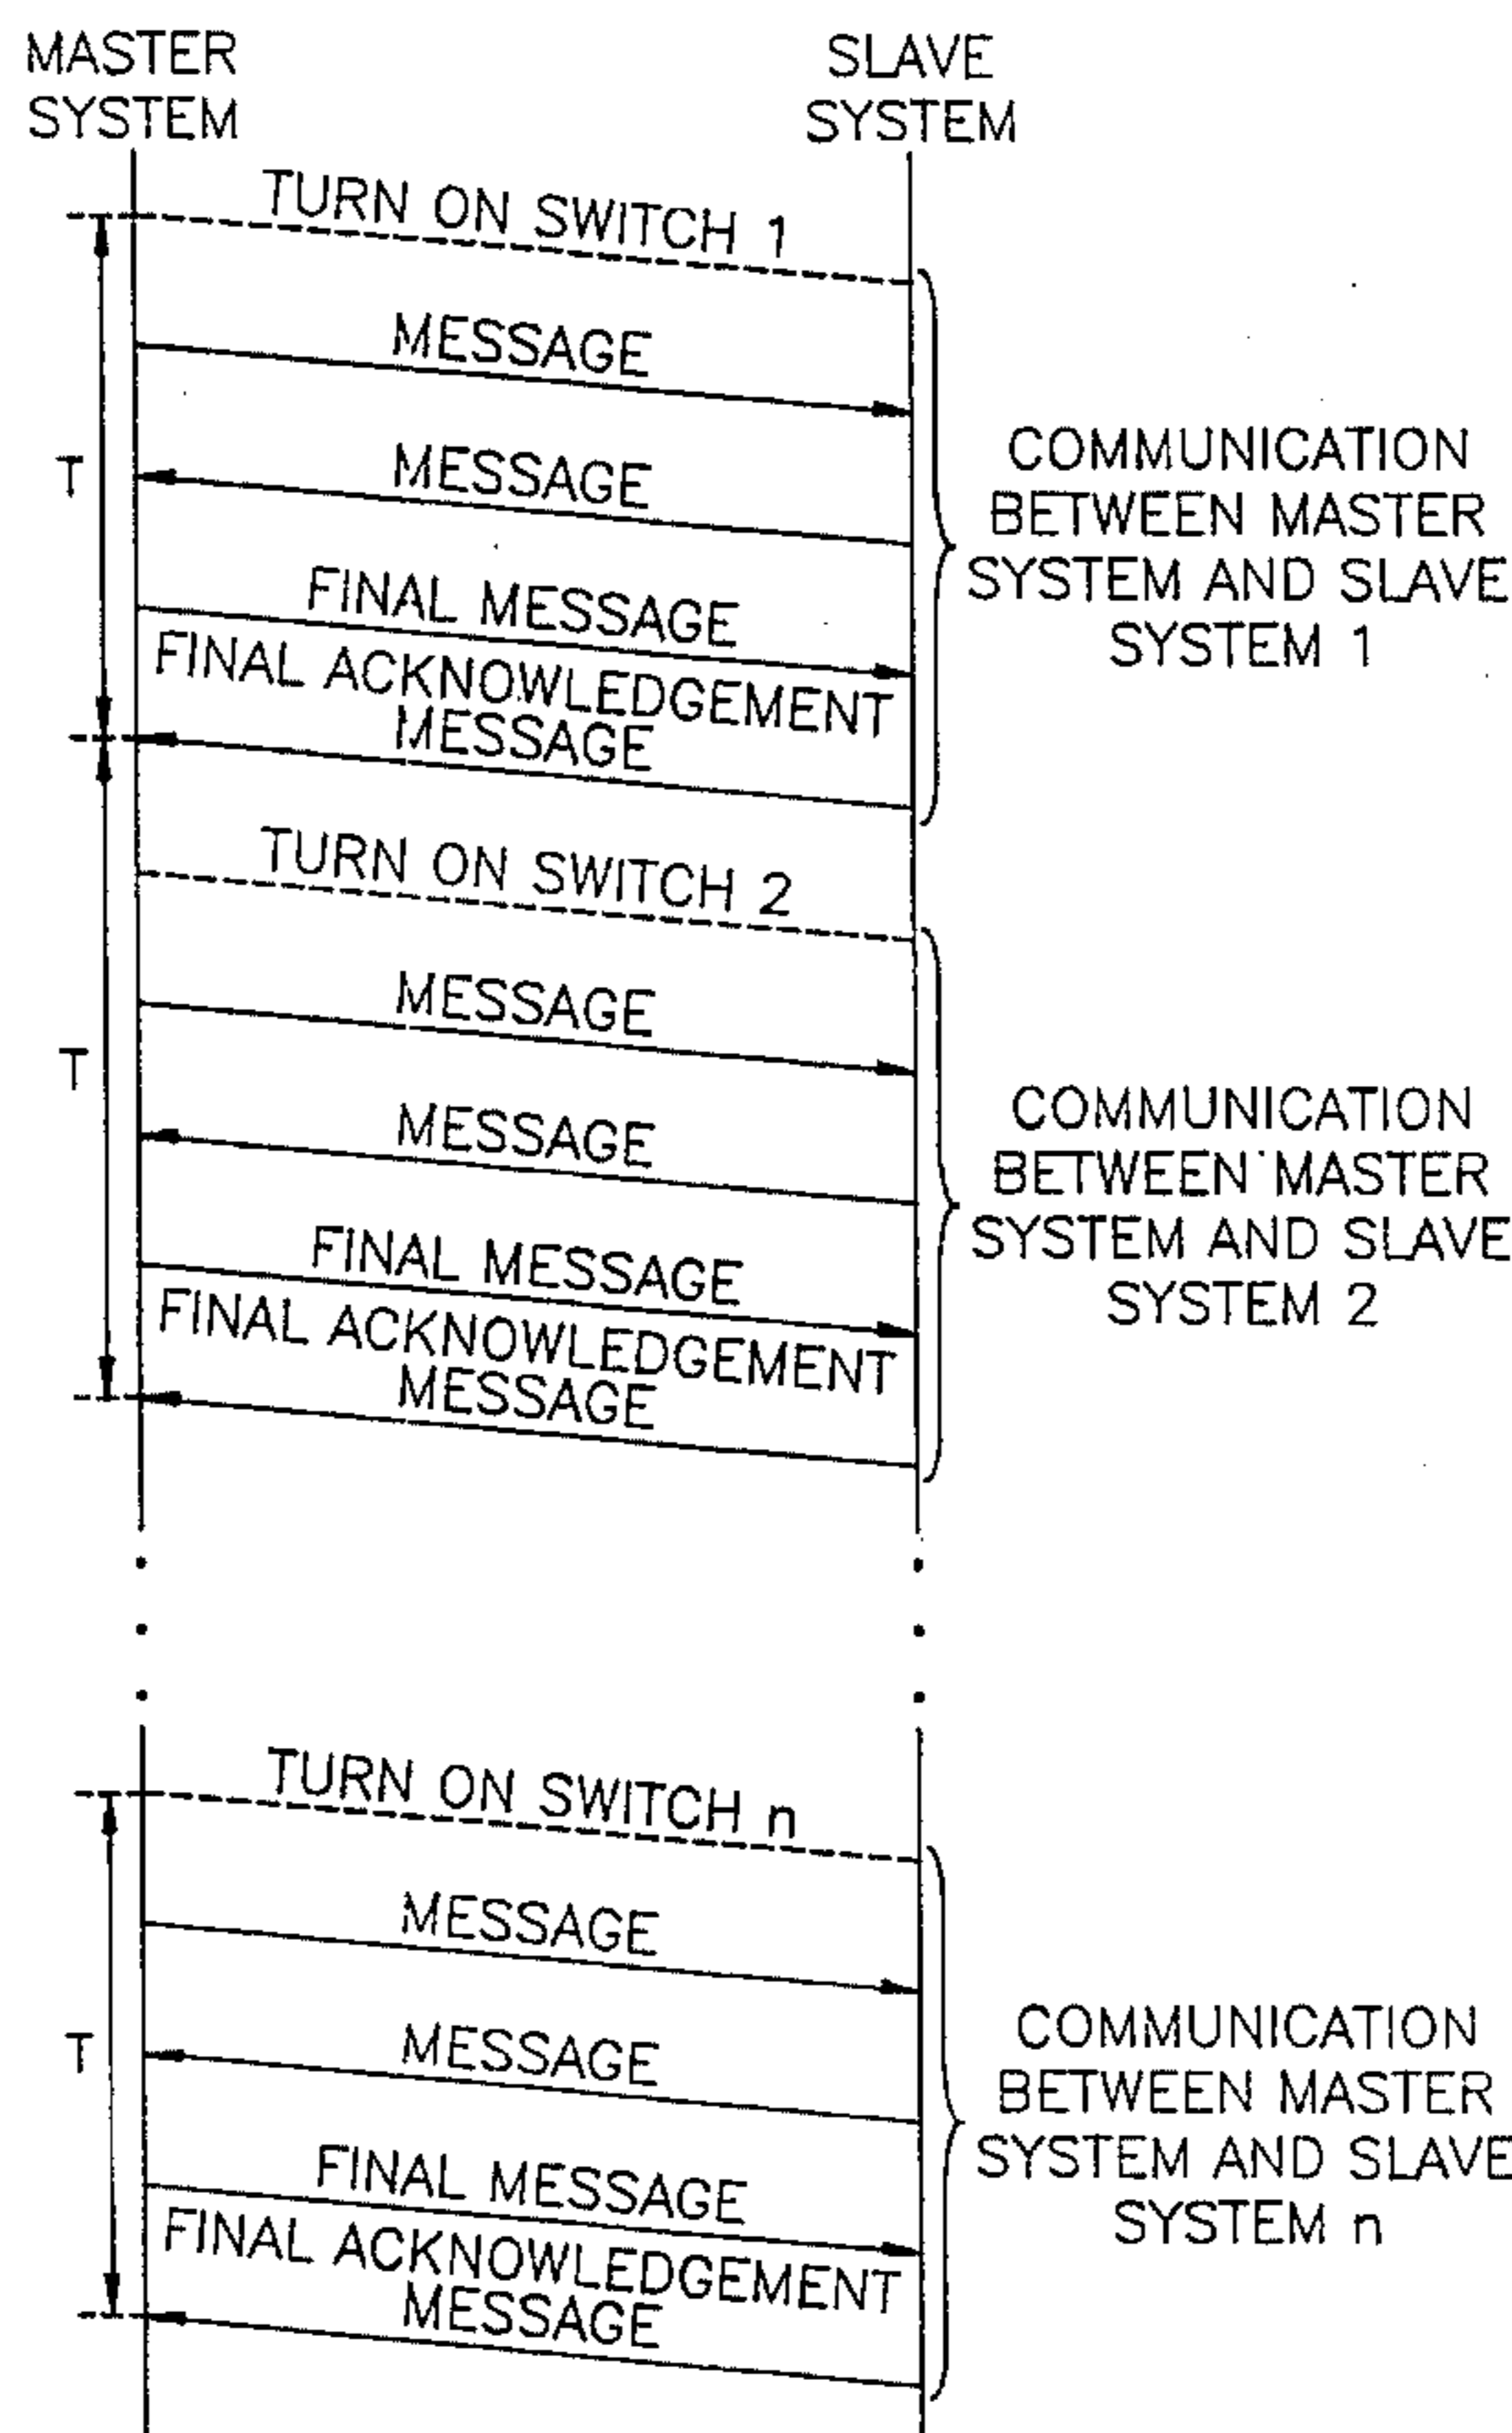 MASTER
SYSTEM
SLAVE
SYSTEM
TURN ON SWITCH 1
MESSAGE
T
MESSAGE
FINAL MESSAGE
FINAL ACKNOWLEDGEMENT
MESSAGE
COMMUNICATION
BETWEEN MASTER
SYSTEM AND SLAVE
SYSTEM 1
TURN ON SWITCH 2
MESSAGE
T
MESSAGE
FINAL MESSAGE
FINAL ACKNOWLEDGEMENT
MESSAGE
COMMUNICATION
BETWEEN MASTER
SYSTEM AND SLAVE
SYSTEM 2
TURN ON SWITCH n
MESSAGE
T
MESSAGE
FINAL MESSAGE
FINAL ACKNOWLEDGEMENT
MESSAGE
COMMUNICATION
BETWEEN MASTER
SYSTEM AND SLAVE
SYSTEM n